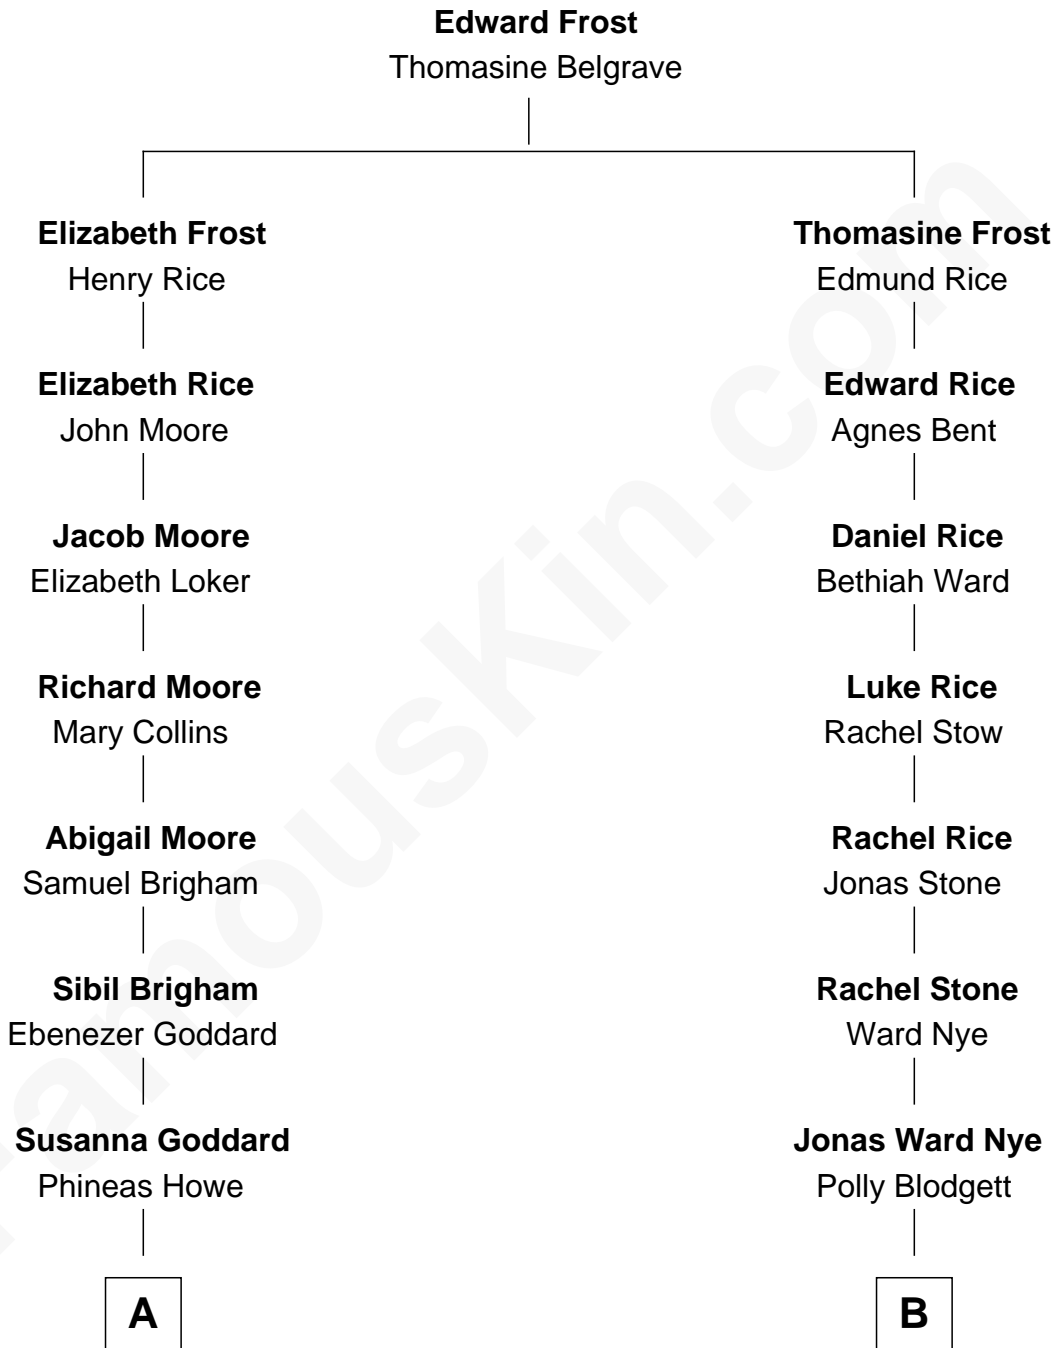 Edward Frost
Thomasine Belgrave
Elizabeth Frost
Henry Rice
Thomasine Frost
Edmund Rice
Elizabeth Rice
John Moore
Edward Rice
Agnes Bent
Jacob Moore
Elizabeth Loker
Daniel Rice
Bethiah Ward
Richard Moore
Mary Collins
Luke Rice
Rachel Stow
Abigail Moore
Samuel Brigham
Rachel Rice
Jonas Stone
Sibil Brigham
Ebenezer Goddard
Rachel Stone
Ward Nye
Susanna Goddard
Phineas Howe
Jonas Ward Nye
Polly Blodgett
A
B
FamousKin.com